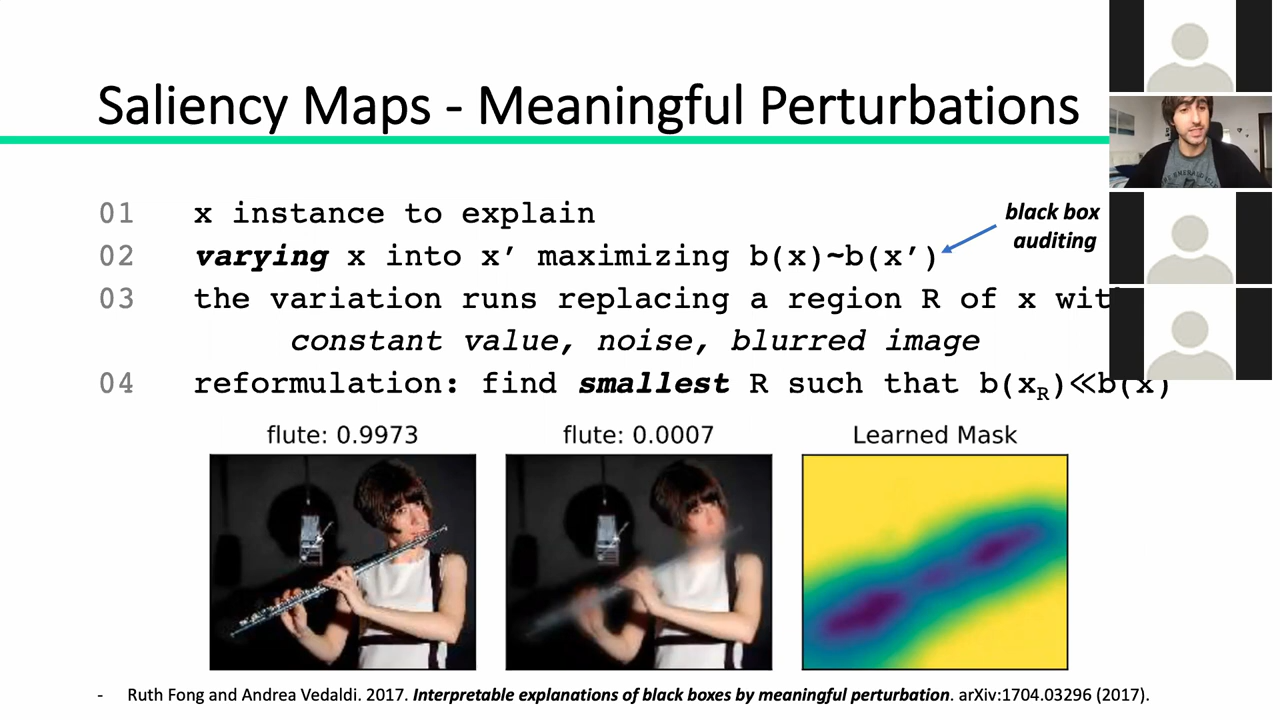 Saliency Maps - Meaningful Perturbations
01 x instance to explain
02 varying x into x’ maximizing b(x)~b(x’)
black box
auditing
03 the variation runs replacing a region R of x
constant value, noise, blurred image
04 reformulation: find smallest R such that b(xR)≪b(x)
flute: 0.9973
flute: 0.0007
Learned Mask
- Ruth Fong and Andrea Vedaldi. 2017. Interpretable explanations of black boxes by meaningful perturbation. arXiv:1704.03296 (2017).